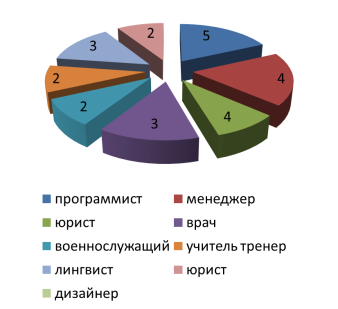 5
2
3
4
2
2
3
4
программист менеджер
юрист врач
военнослужащий учитель тренер
лингвист юрист
дизайнер